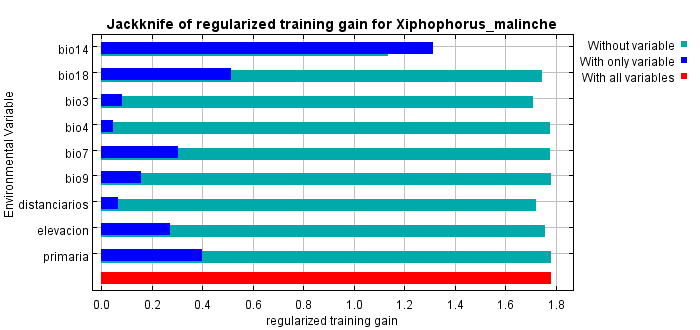 Jackknife of regularized training gain for Xiphophorus_malinche
Without variable
With only variable
With all variables
Environmental Variable
bio14
bio18
bio3
bio4
bio7
bio9
distanciarios
elevacion
primaria
0.0 0.2 0.4 0.6 0.8 1.0 1.2 1.4 1.6 1.8
regularized training gain